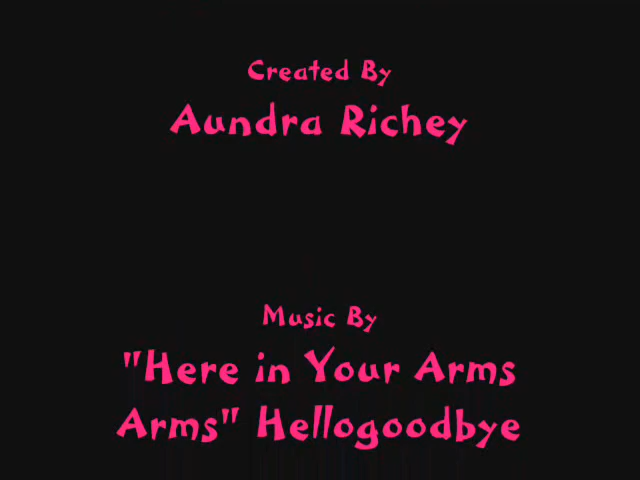 Created By
Aundra Richey
Music By
"Here in Your Arms
Arms" Hellogoodbye